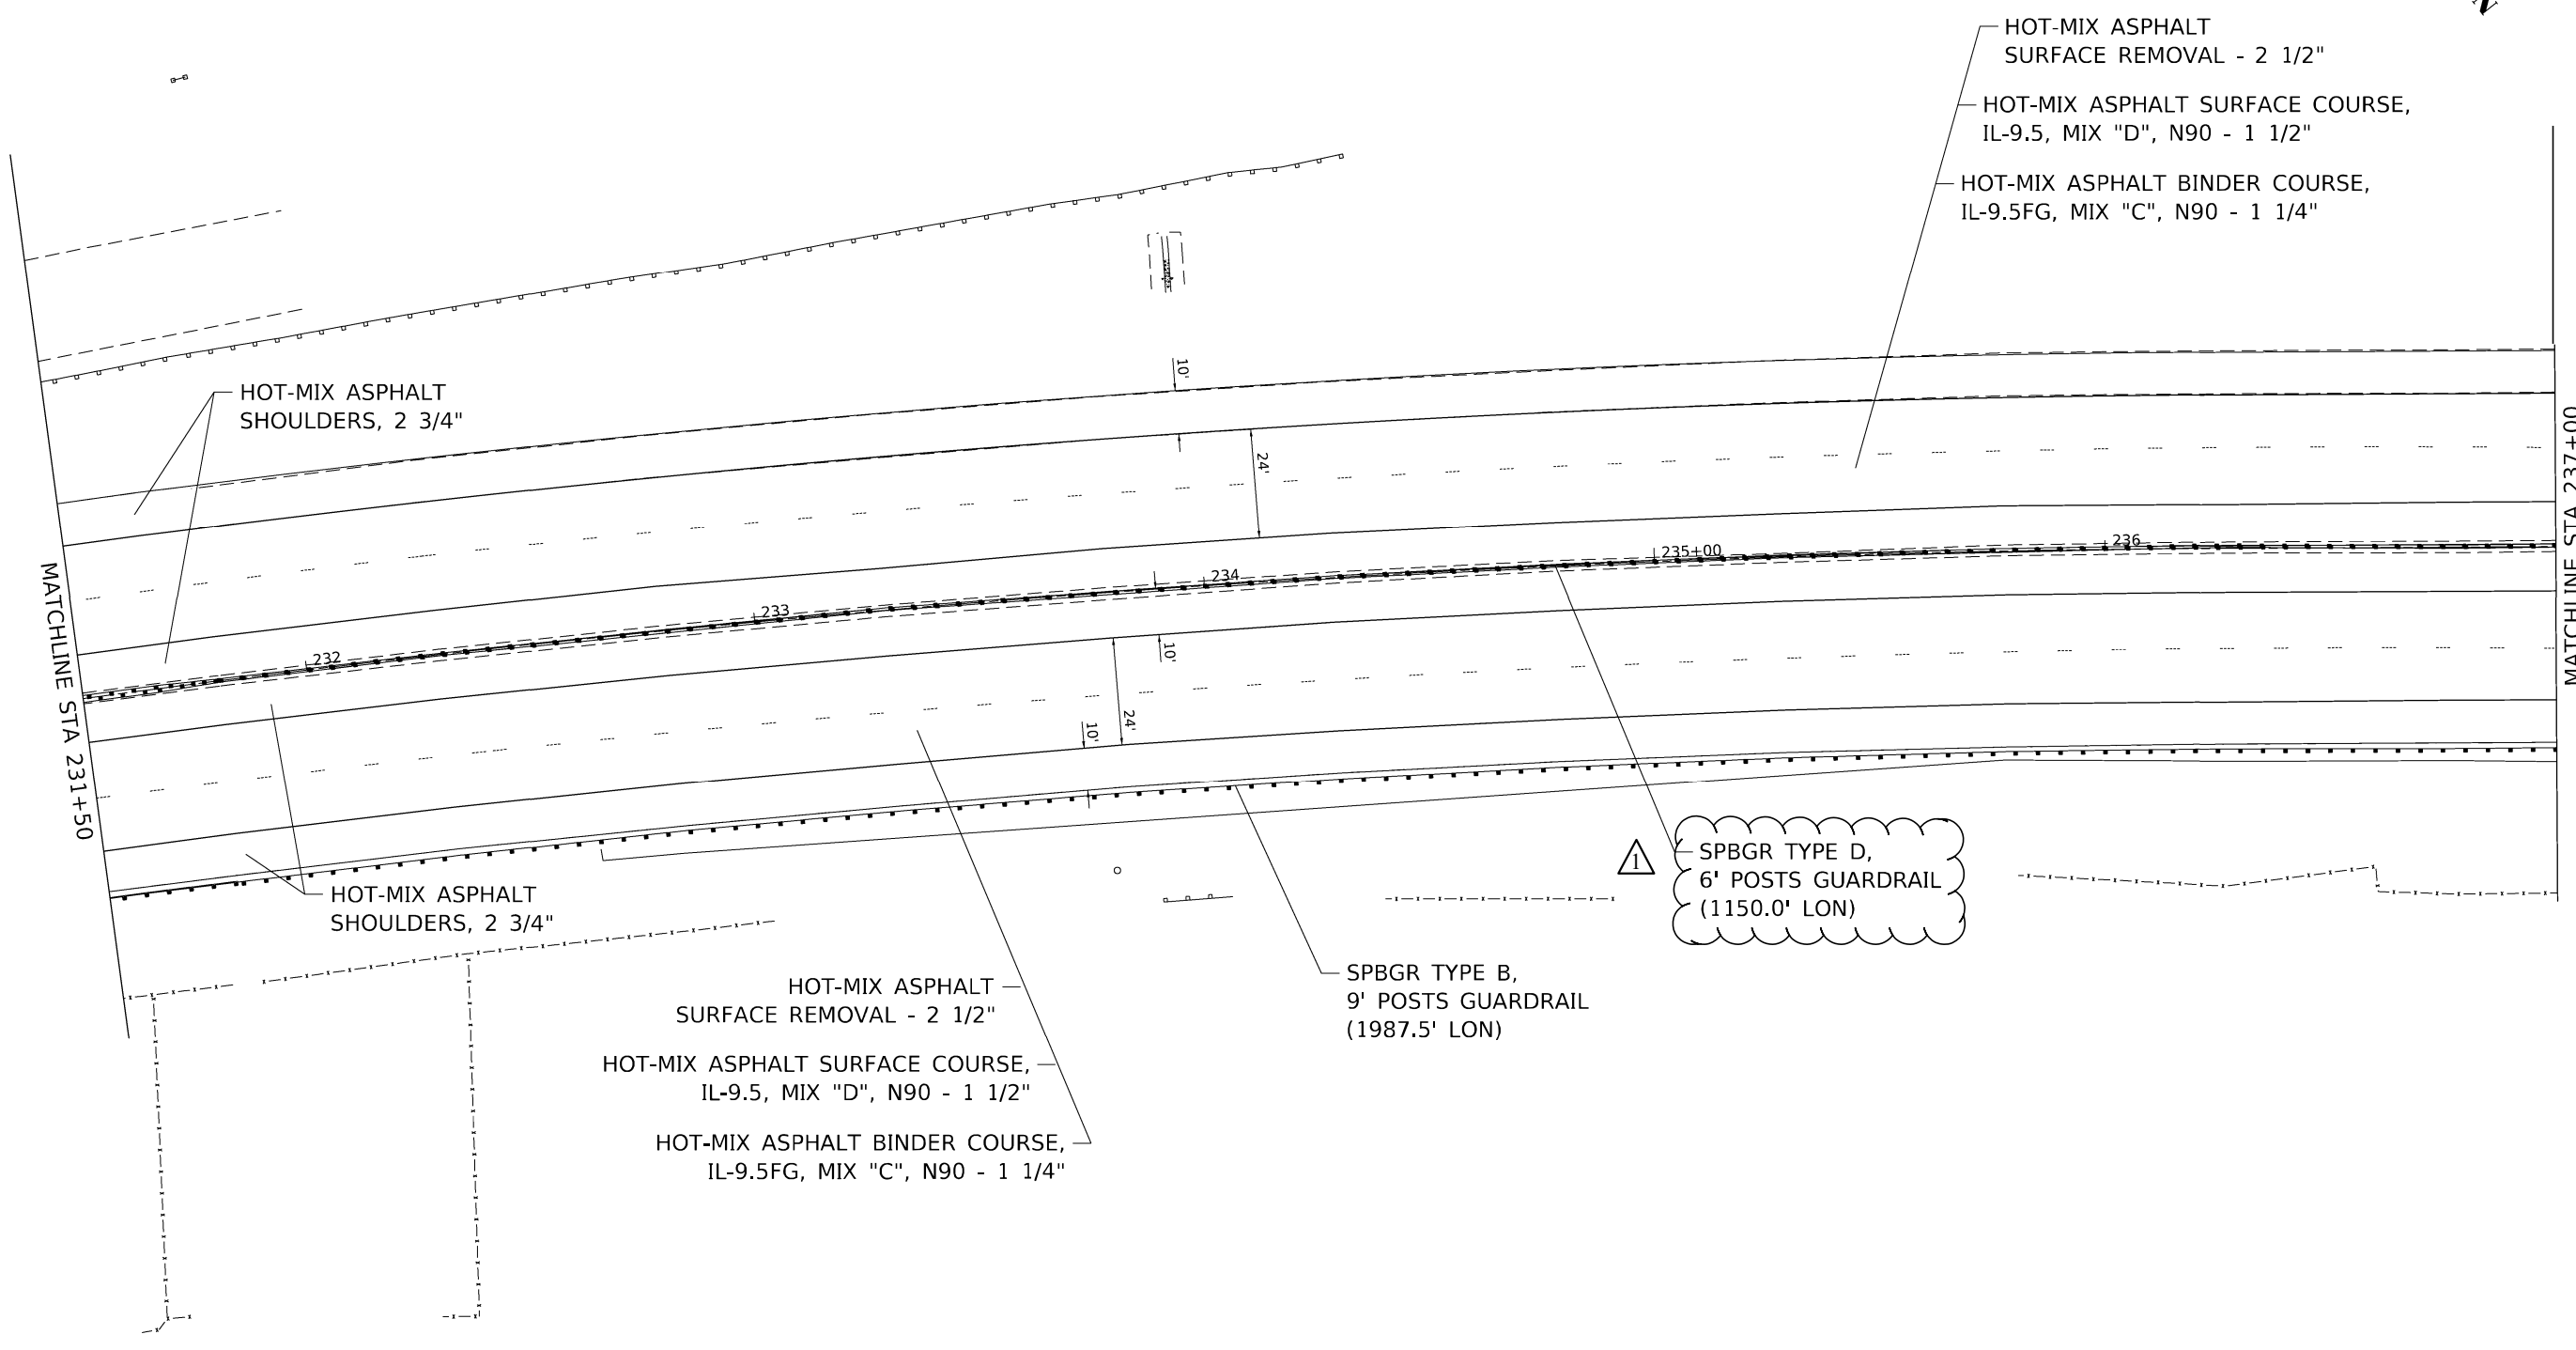 N
HOT-MIX ASPHALT
SURFACE REMOVAL - 2 1/2"
HOT-MIX ASPHALT SURFACE COURSE,
IL-9.5, MIX "D", N90 - 1 1/2"
HOT-MIX ASPHALT BINDER COURSE,
IL-9.5FG, MIX "C", N90 - 1 1/4"
HOT-MIX ASPHALT
SHOULDERS, 2 3/4"
10'
24'
MATCHLINE STA 237+00
236
235+00
234
233
232
10'
24'
10'
MATCHLINE STA 231+50
1
SPBGR TYPE D,
6' POSTS GUARDRAIL
(1150.0' LON)
HOT-MIX ASPHALT
SHOULDERS, 2 3/4"
SPBGR TYPE B,
9' POSTS GUARDRAIL
(1987.5' LON)
HOT-MIX ASPHALT
SURFACE REMOVAL - 2 1/2"
HOT-MIX ASPHALT SURFACE COURSE,
IL-9.5, MIX "D", N90 - 1 1/2"
HOT-MIX ASPHALT BINDER COURSE,
IL-9.5FG, MIX "C", N90 - 1 1/4"